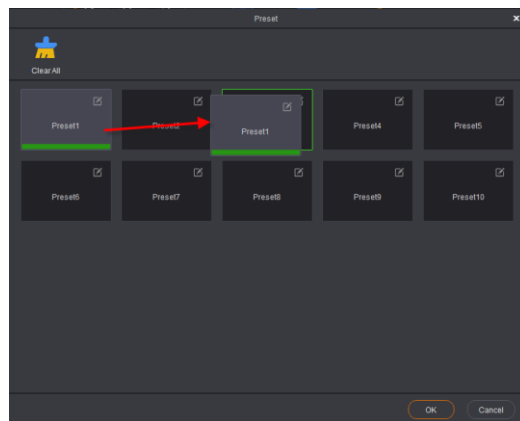 Preset
Clear All
Preset1 Preset2 Preset1 Preset4 Preset5
Preset6 Preset7 Preset8 Preset9 Preset10
OK Cancel